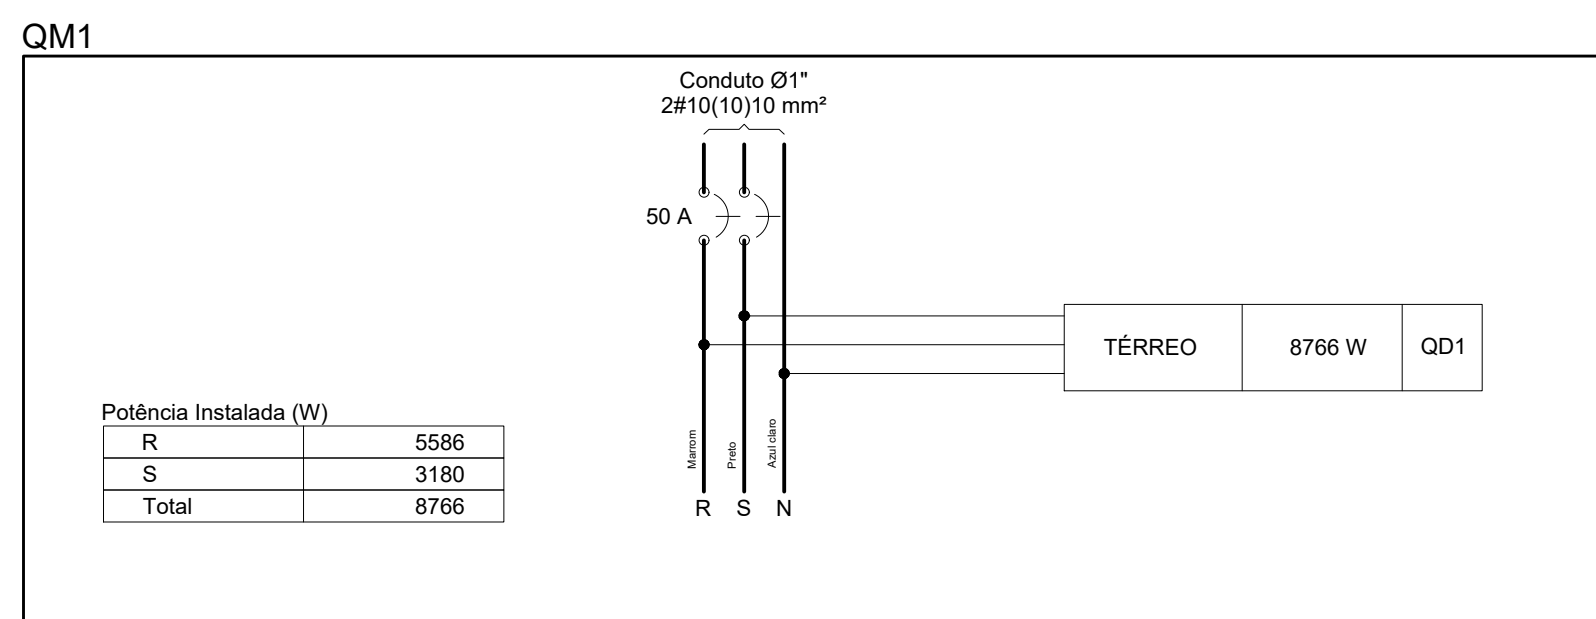 QM1
Conduto Ø1"
2#10(10)10 mm²
50 A
TÉRREO 8766 W QD1
Potência Instalada (W)
R 5586
S 3180
Total 8766
Marrom
Preto
Azul claro
R S N